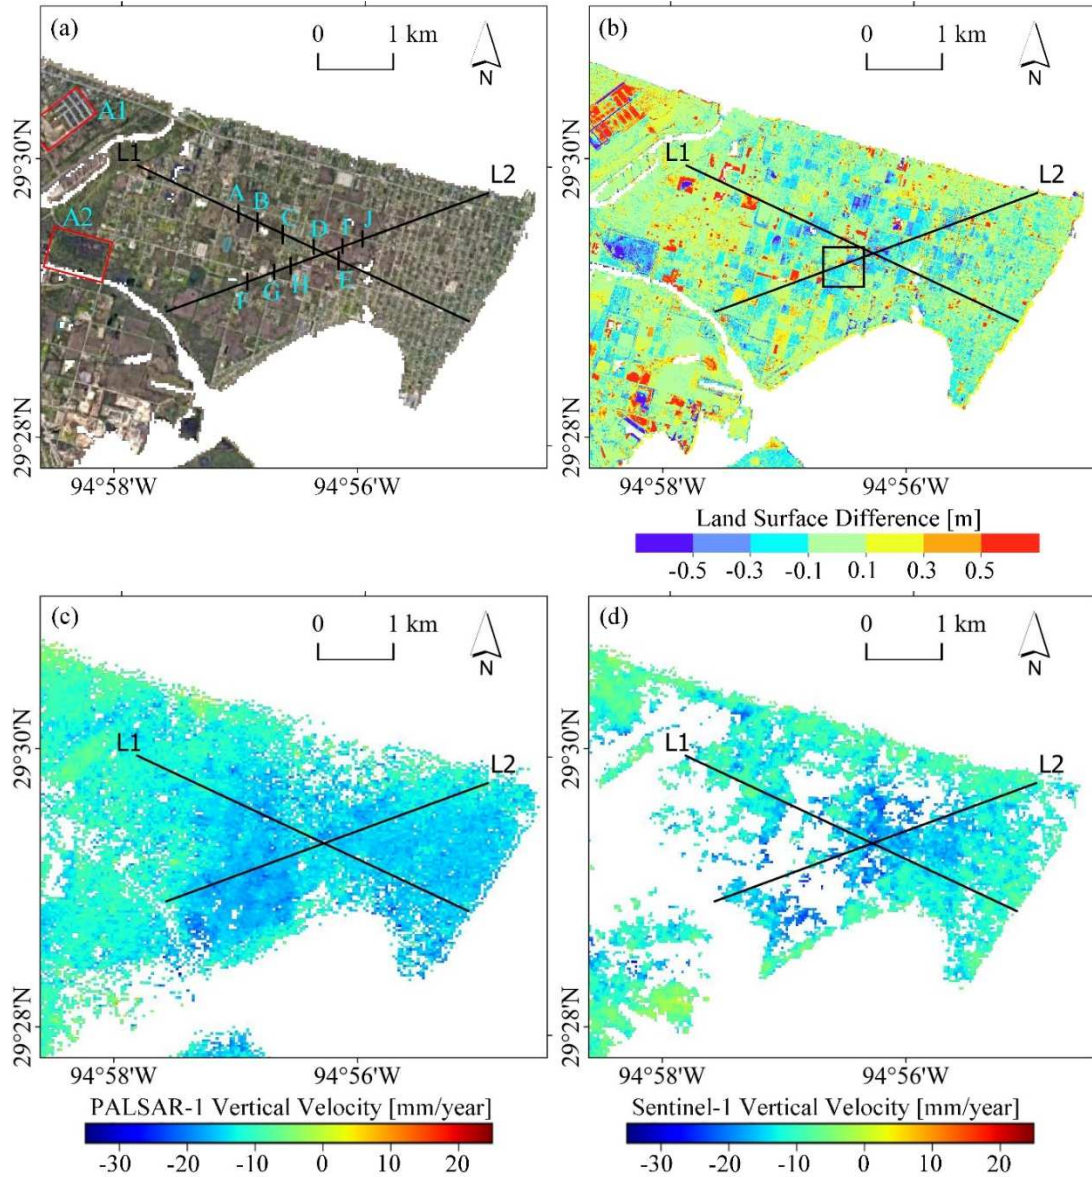 (a)
0 1 km
N
A1
L1
L2
A2
A
B
C
D
I
J
E
F
G
H
29°30'N
29°28'N
94°58'W 94°56'W
(b)
0 1 km
N
L1
L2
29°30'N
29°28'N
94°58'W 94°56'W
Land Surface Difference [m]
-0.5 -0.3 -0.1 0.1 0.3 0.5
(c)
0 1 km
N
L1
L2
29°30'N
29°28'N
94°58'W 94°56'W
PALSAR-1 Vertical Velocity [mm/year]
-30 -20 -10 0 10 20
(d)
0 1 km
N
L1
L2
29°30'N
29°28'N
94°58'W 94°56'W
Sentinel-1 Vertical Velocity [mm/year]
-30 -20 -10 0 10 20